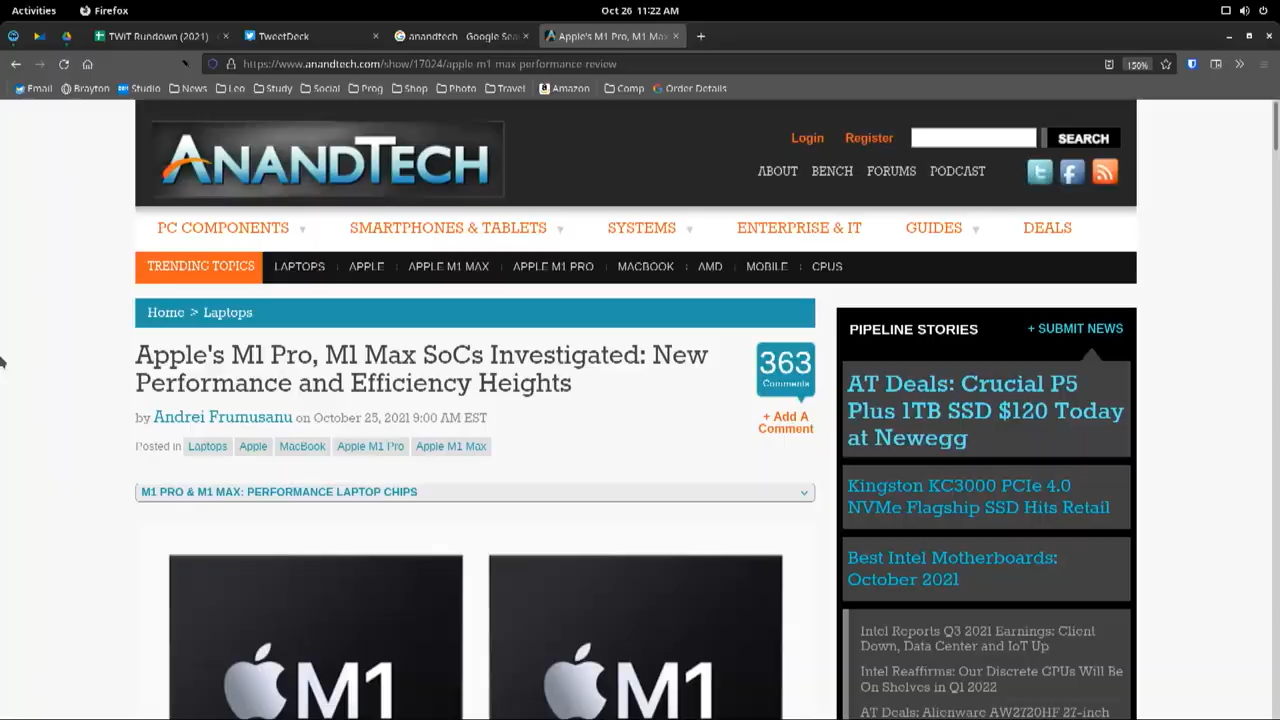 Activities
Firefox
Oct 26 11:22 AM
TWiT Rundown (2021)
TweetDeck
anandtech - Google Sea
Apple's M1 Pro, M1 Max
https://www.anandtech.com/show/17024/apple-m1-max-performance-review
150%
Email
Brayton
Studio
News
Leo
Study
Social
Prog
Shop
Photo
Travel
Amazon
Comp
Order Details
ANANDTECH
Login
Register
SEARCH
ABOUT
BENCH
FORUMS
PODCAST
PC COMPONENTS
SMARTPHONES & TABLETS
SYSTEMS
ENTERPRISE & IT
GUIDES
DEALS
TRENDING TOPICS
LAPTOPS
APPLE
APPLE M1 MAX
APPLE M1 PRO
MACBOOK
AMD
MOBILE
CPUS
Home > Laptops
Apple's M1 Pro, M1 Max SoCs Investigated: New
Performance and Efficiency Heights
by Andrei Frumusanu on October 25, 2021 9:00 AM EST
Posted in Laptops Apple MacBook Apple M1 Pro Apple M1 Max
363
Comments
+ Add A
Comment
M1 PRO & M1 MAX: PERFORMANCE LAPTOP CHIPS
M1
M1
PIPELINE STORIES
+ SUBMIT NEWS
AT Deals: Crucial P5
Plus 1TB SSD $120 Today
at Newegg
Kingston KC3000 PCIe 4.0
NVMe Flagship SSD Hits Retail
Best Intel Motherboards:
October 2021
Intel Reports Q3 2021 Earnings: Client
Down, Data Center and IoT Up
Intel Reaffirms: Our Discrete GPUs Will Be
On Shelves in Q1 2022
AT Deals: Alienware AW2720HF 27-inch